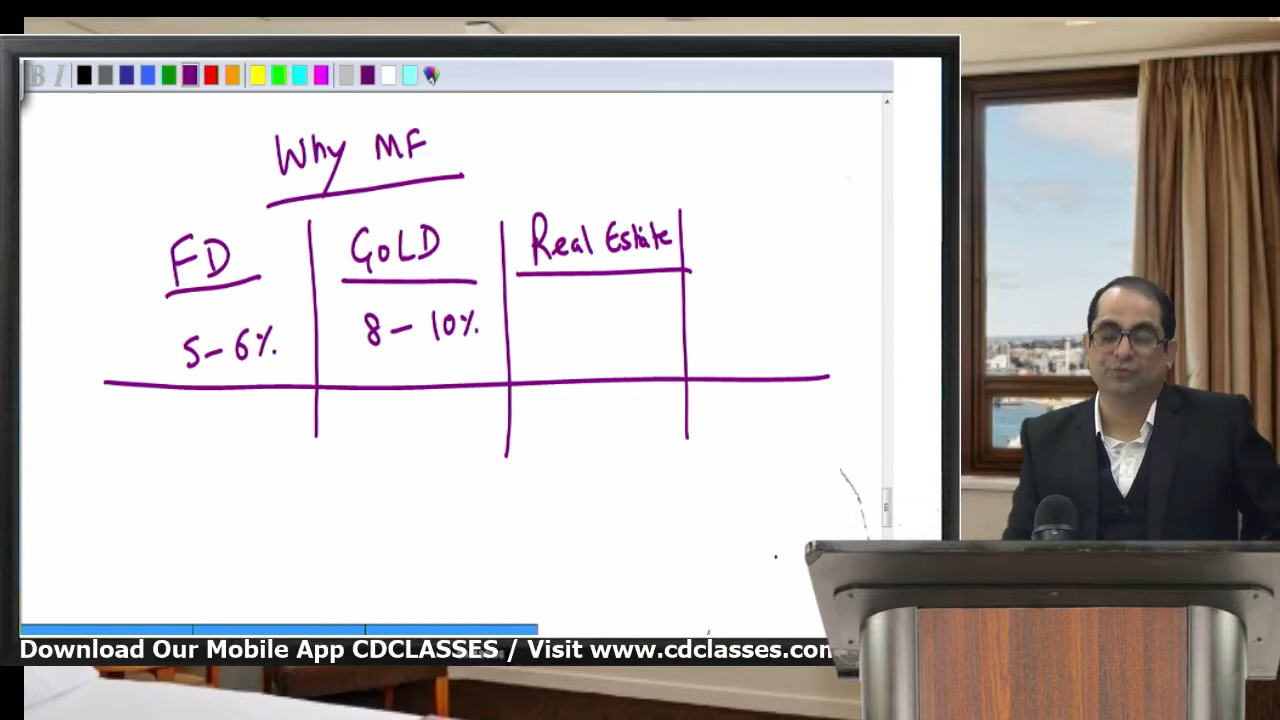 B I
Why MF
FD GOLD Real Estate
5-6% 8-10%
Download Our Mobile App CDCLASSES / Visit www.cdclasses.com